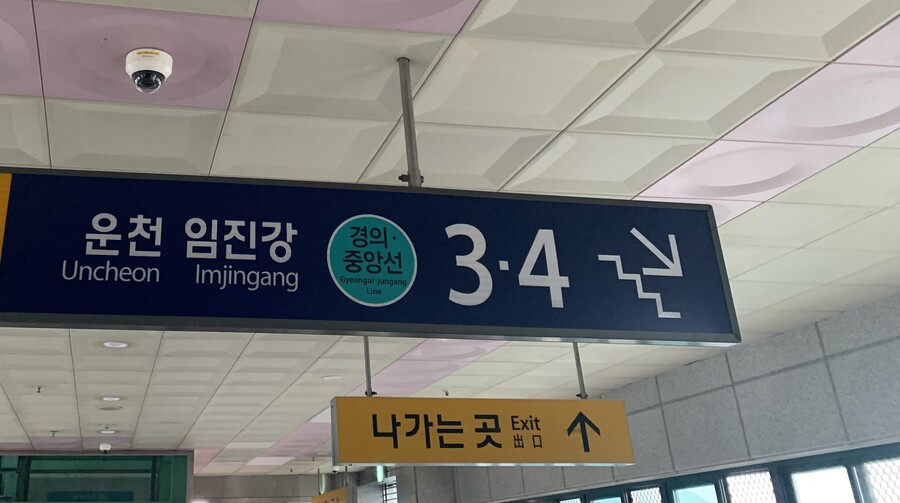 운천 임진강
Uncheon Imjingang
경의·
중앙선
Gyeongui·jungang
Line
3·4
나가는 곳 Exit
出口